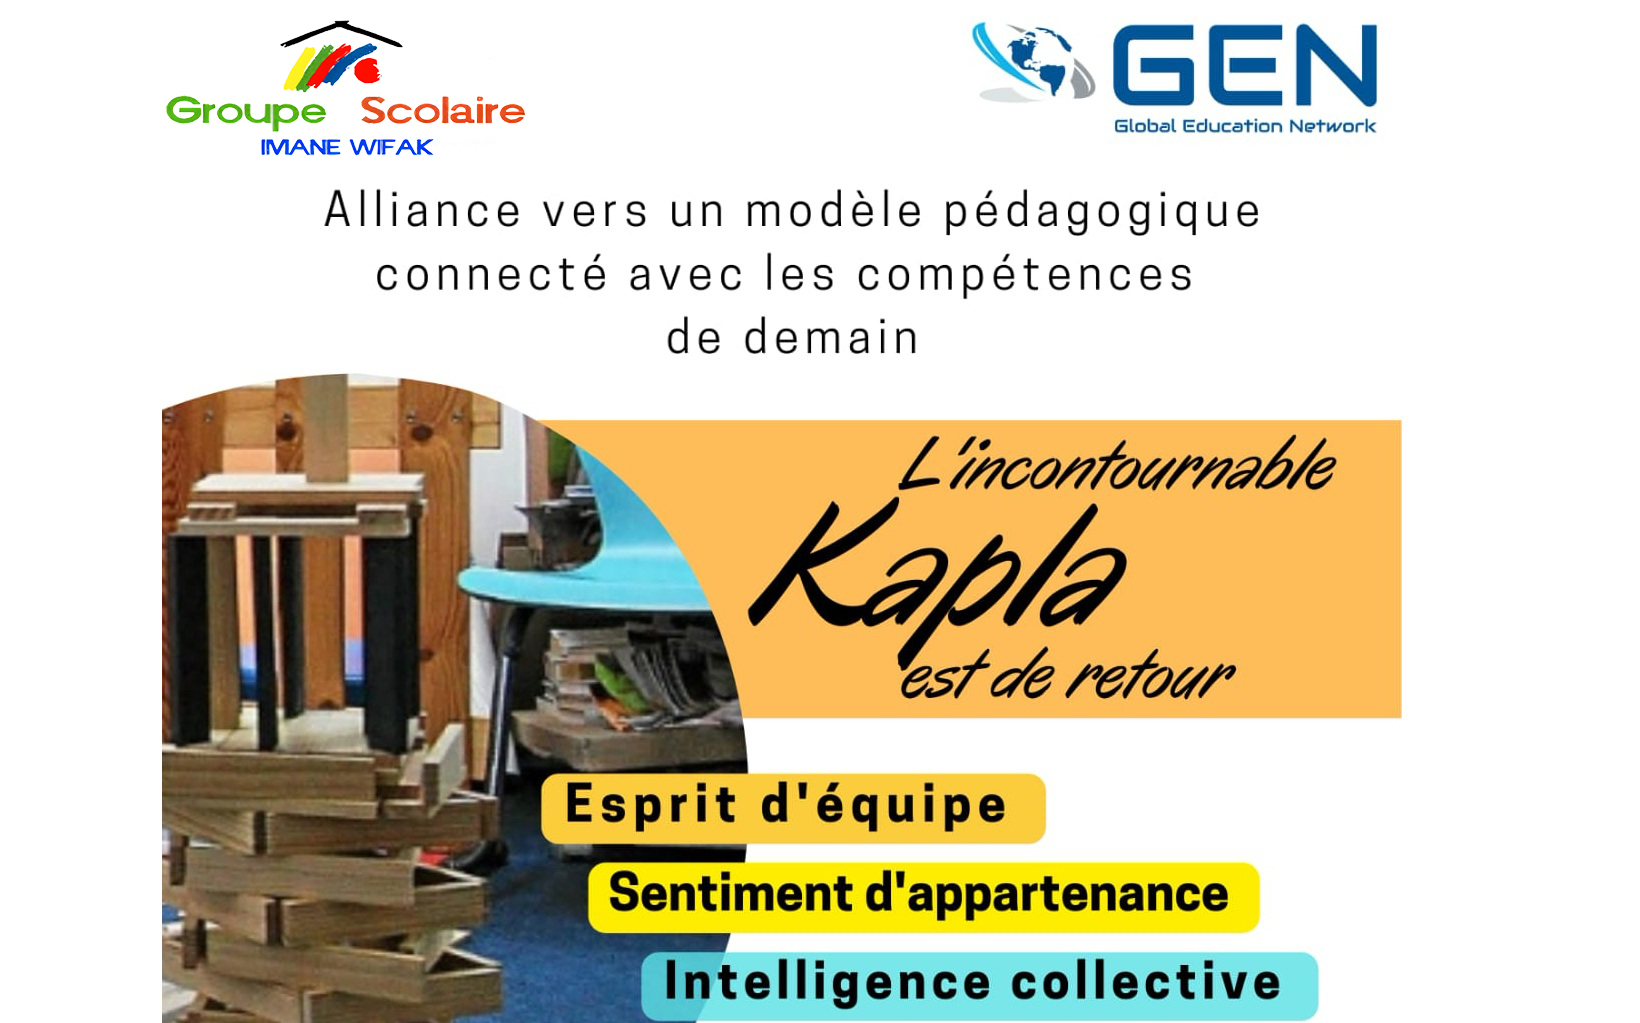 Groupe Scolaire
IMANE WIFAK
GEN
Global Education Network
Alliance vers un modèle pédagogique
connecté avec les compétences
de demain
L'incontournable
Kapla
est de retour
Esprit d'équipe
Sentiment d'appartenance
Intelligence collective